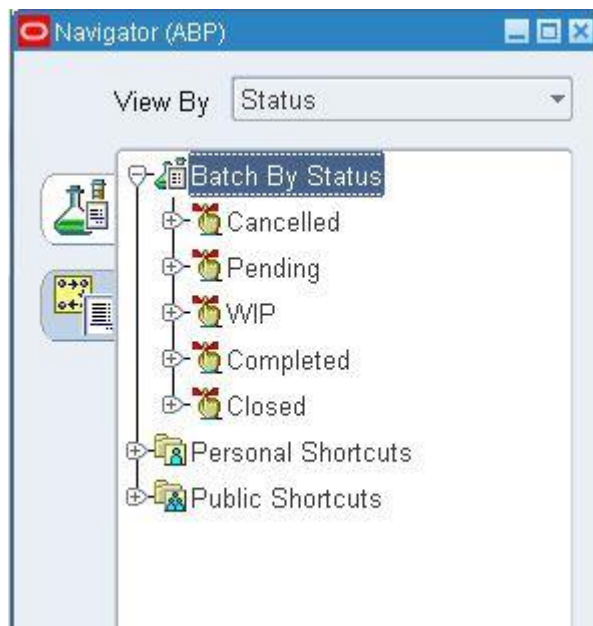 Navigator (ABP)
View By Status
Batch By Status
Cancelled
Pending
WIP
Completed
Closed
Personal Shortcuts
Public Shortcuts